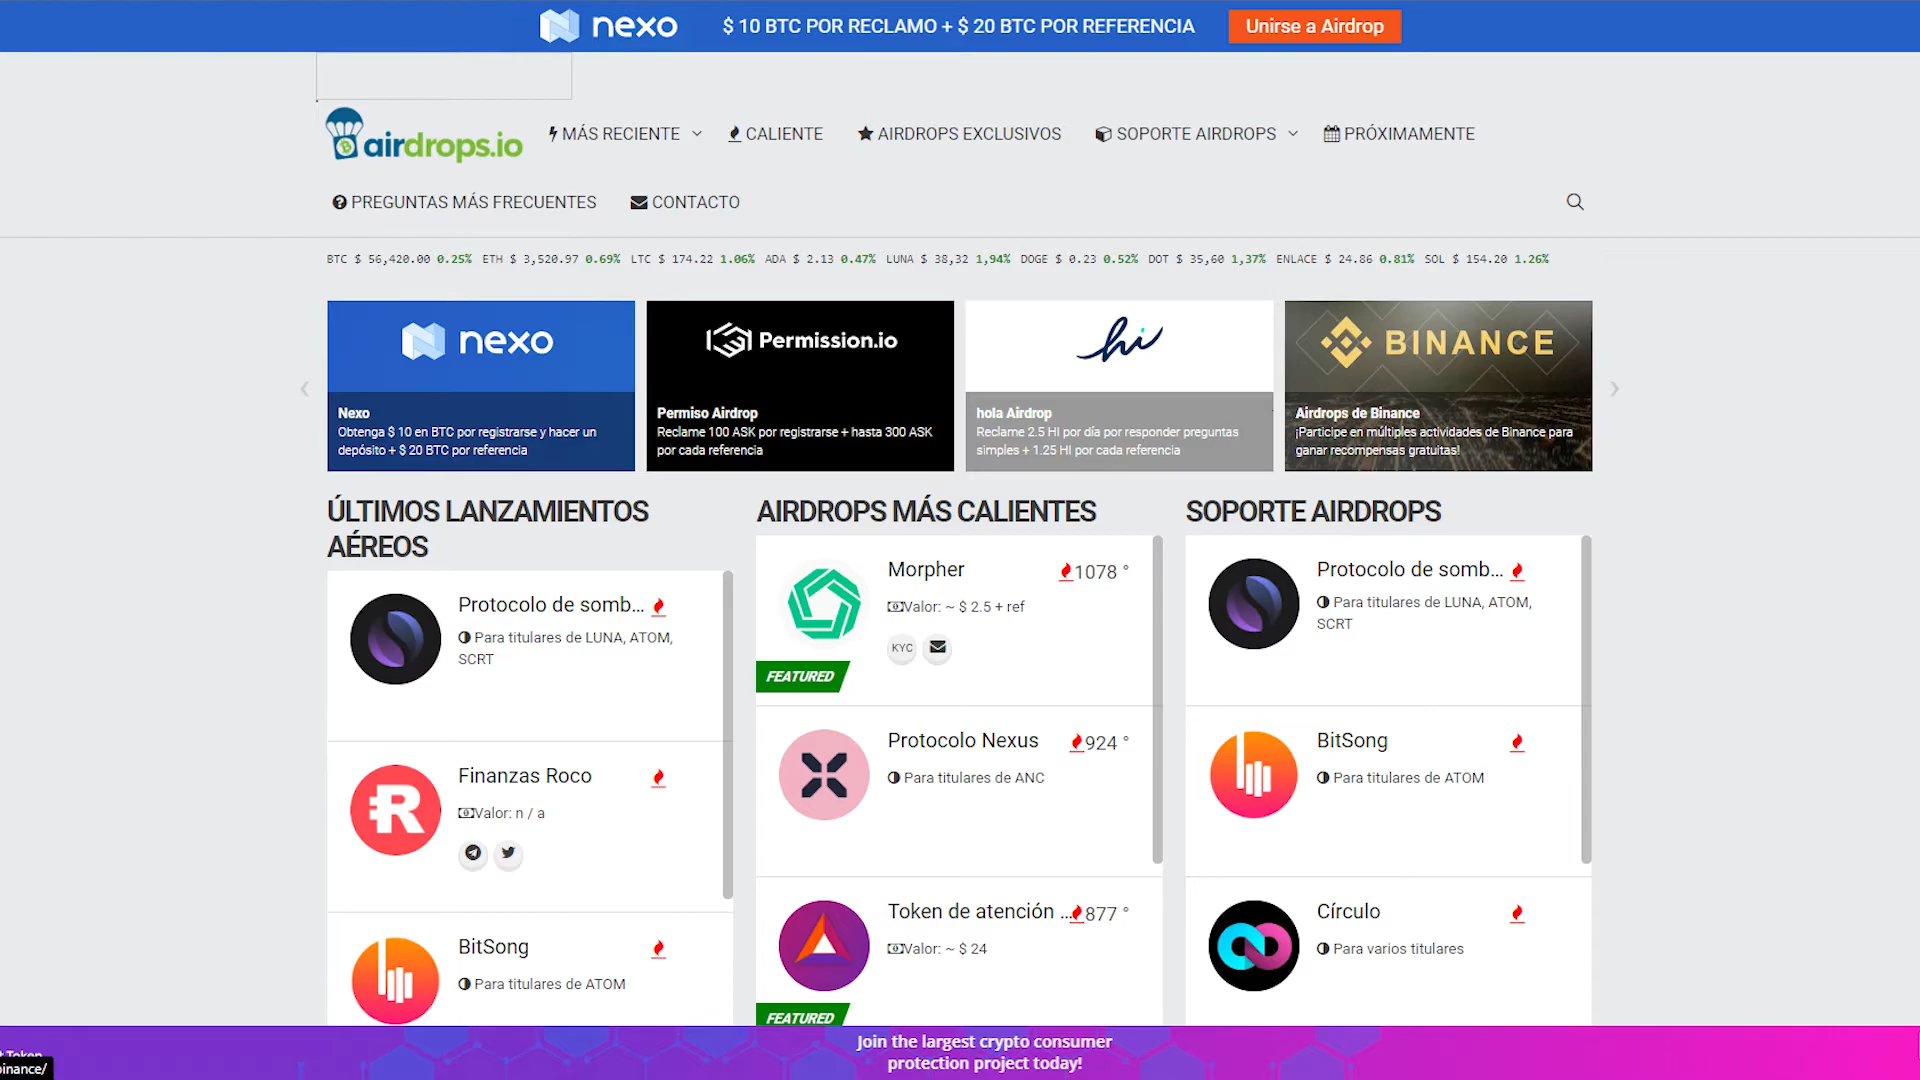 nexo $ 10 BTC POR RECLAMO + $ 20 BTC POR REFERENCIA Unirse a Airdrop
airdrops.io MÁS RECIENTE CALIENTE AIRDROPS EXCLUSIVOS SOPORTE AIRDROPS PRÓXIMAMENTE
PREGUNTAS MÁS FRECUENTES CONTACTO
BTC $ 56,420.00 0.25% ETH $ 3,520.97 0.69% LTC $ 174.22 1.06% ADA $ 2.13 0.47% LUNA $ 38,32 1,94% DOGE $ 0.23 0.52% DOT $ 35,60 1,37% ENLACE $ 24.86 0.81% SOL $ 154.20 1.26%
nexo
Nexo
Obtenga $ 10 en BTC por registrarse y hacer un
depósito + $ 20 BTC por referencia
Permission.io
Permiso Airdrop
Reclame 100 ASK por registrarse + hasta 300 ASK
por cada referencia
hi
hola Airdrop
Reclame 2.5 HI por día por responder preguntas
simples + 1.25 HI por cada referencia
BINANCE
Airdrops de Binance
¡Participe en múltiples actividades de Binance para
ganar recompensas gratuitas!
ÚLTIMOS LANZAMIENTOS
AÉREOS
Protocolo de somb...
Para titulares de LUNA, ATOM,
SCRT
Finanzas Roco
Valor: n / a
BitSong
Para titulares de ATOM
AIRDROPS MÁS CALIENTES
Morpher 1078 °
Valor: ~ $ 2.5 + ref
KYC
FEATURED
Protocolo Nexus 924 °
Para titulares de ANC
Token de atención ... 877 °
Valor: ~ $ 24
FEATURED
SOPORTE AIRDROPS
Protocolo de somb...
Para titulares de LUNA, ATOM,
SCRT
BitSong
Para titulares de ATOM
Círculo
Para varios titulares
Join the largest crypto consumer
protection project today!
t Token
binance/